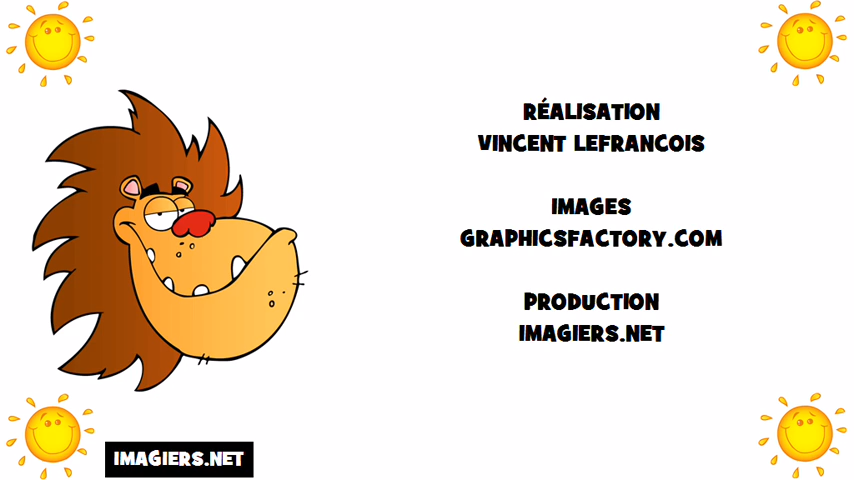 RÉALISATION
VINCENT LEFRANCOIS
IMAGES
GRAPHICSFACTORY.COM
PRODUCTION
IMAGIERS.NET
IMAGIERS.NET